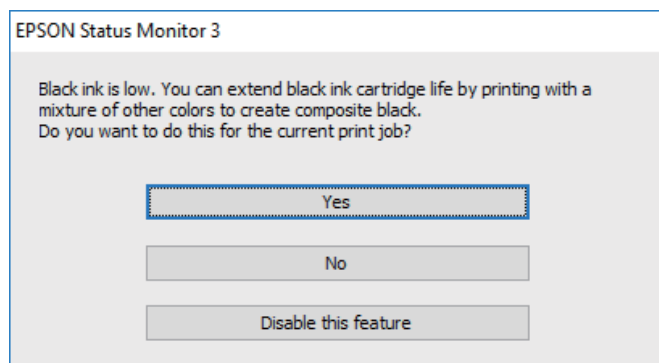 EPSON Status Monitor 3
Black ink is low. You can extend black ink cartridge life by printing with a
mixture of other colors to create composite black.
Do you want to do this for the current print job?
Yes
No
Disable this feature